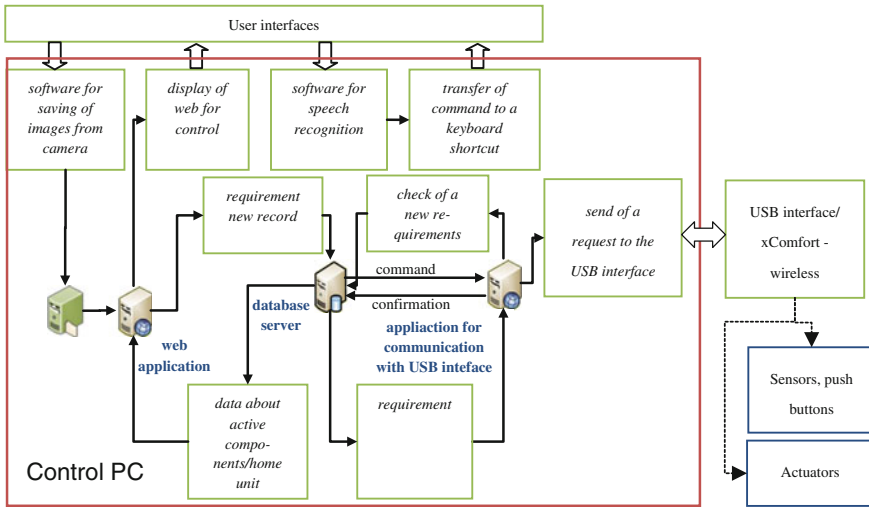 User interfaces
software for
saving of
images from
camera
display of
web for
control
software for
speech
recognition
transfer of
command to a
keyboard
shortcut
requirement
new record
check of a
new re-
quirements
send of a
request to the
USB interface
USB interface/
xComfort -
wireless
command
confirmation
database
server
web
application
appliaction for
communication
with USB inteface
data about
active
compo-
nents/home
unit
requirement
Sensors, push
buttons
Actuators
Control PC